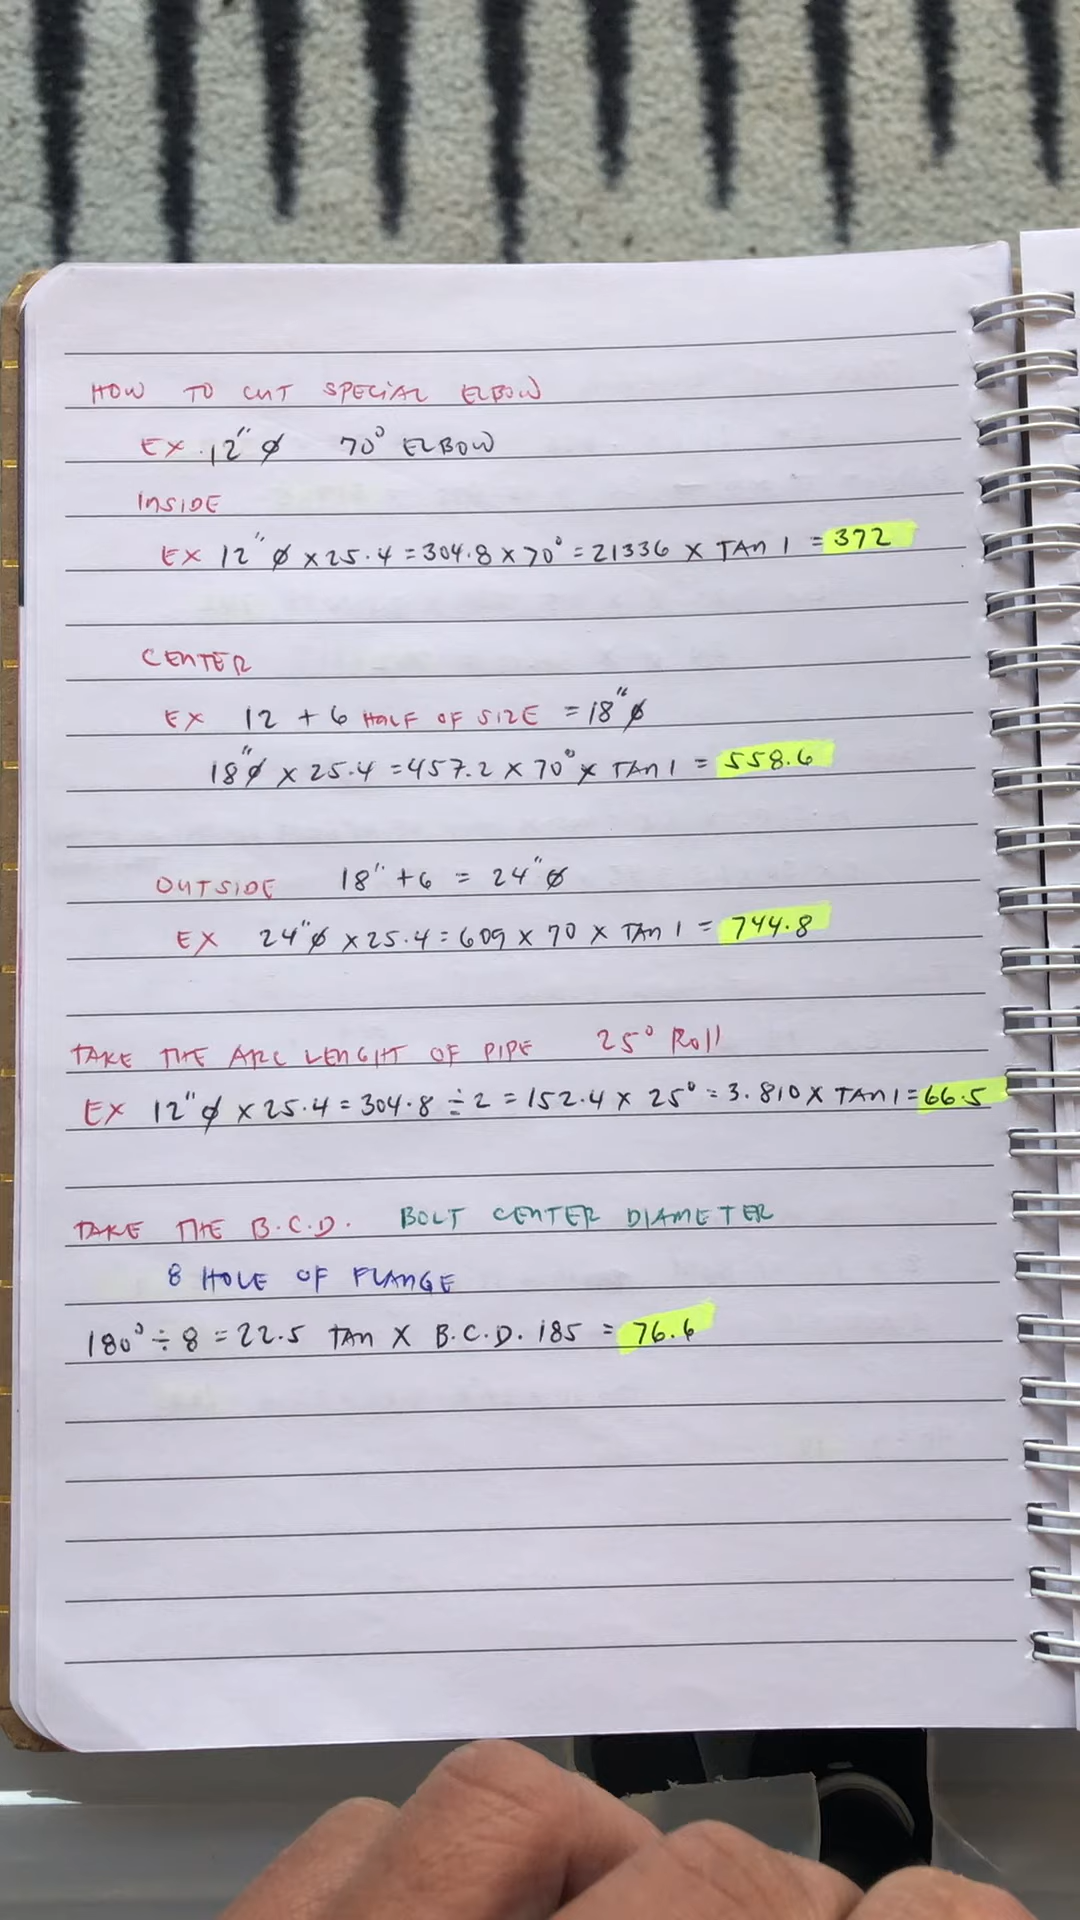 HOW TO CUT SPECIAL ELBOW
EX. 12" Ø 70° ELBOW
INSIDE
EX 12" Ø x 25.4 = 304.8 x 70° = 21336 x TAN 1 = 372
CENTER
EX 12 + 6 HALF OF SIZE = 18" Ø
18" Ø x 25.4 = 457.2 x 70° x TAN 1 = 558.6
OUTSIDE 18" + 6 = 24" Ø
EX 24" Ø x 25.4 = 609 x 70 x TAN 1 = 744.8
TAKE THE ARC LENGHT OF PIPE 25° Roll
EX 12" Ø x 25.4 = 304.8 ÷ 2 = 152.4 x 25° = 3.810 x TAN 1 = 66.5
TAKE THE B.C.D. BOLT CENTER DIAMETER
8 HOLE OF FLANGE
180° ÷ 8 = 22.5 TAN X B.C.D. 185 = 76.6